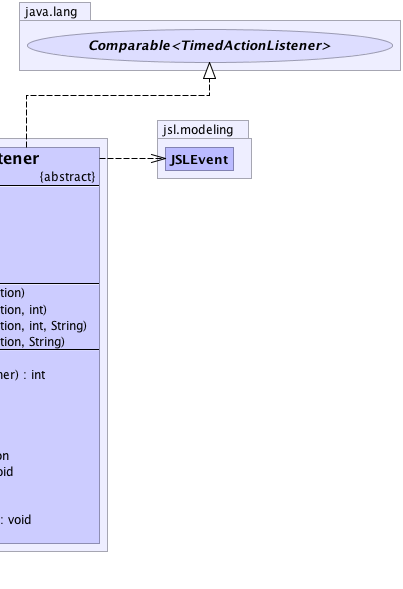 java.lang
Comparable<TimedActionListener>
jsl.modeling
JSLEvent
tener
{abstract}
tion)
tion, int)
tion, int, String)
tion, String)
ner) : int
on
oid
: void